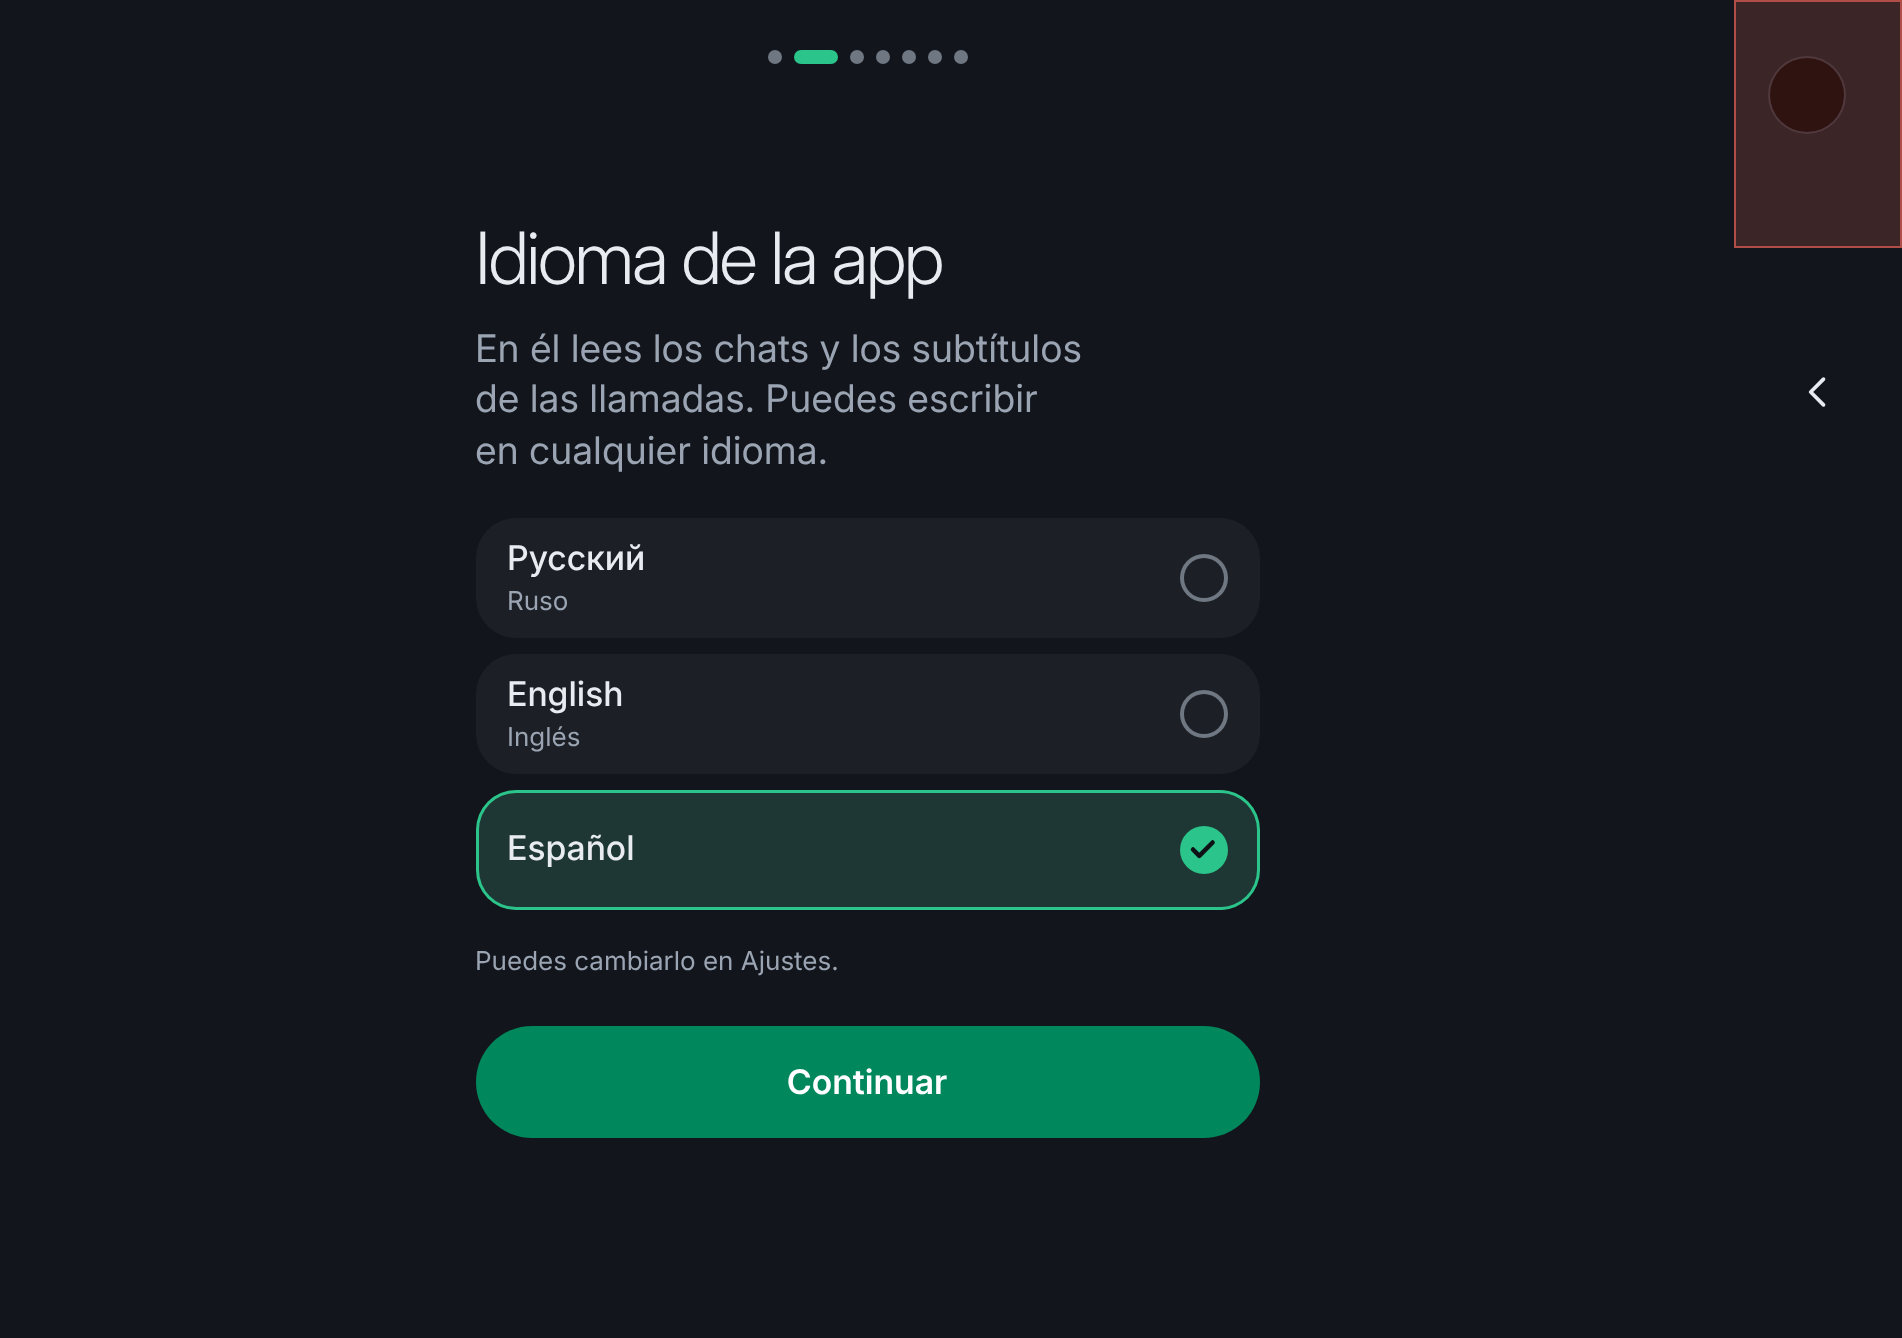 Idioma de la app
En él lees los chats y los subtítulos
de las llamadas. Puedes escribir
en cualquier idioma.
Русский
Ruso
English
Inglés
Español
Puedes cambiarlo en Ajustes.
Continuar